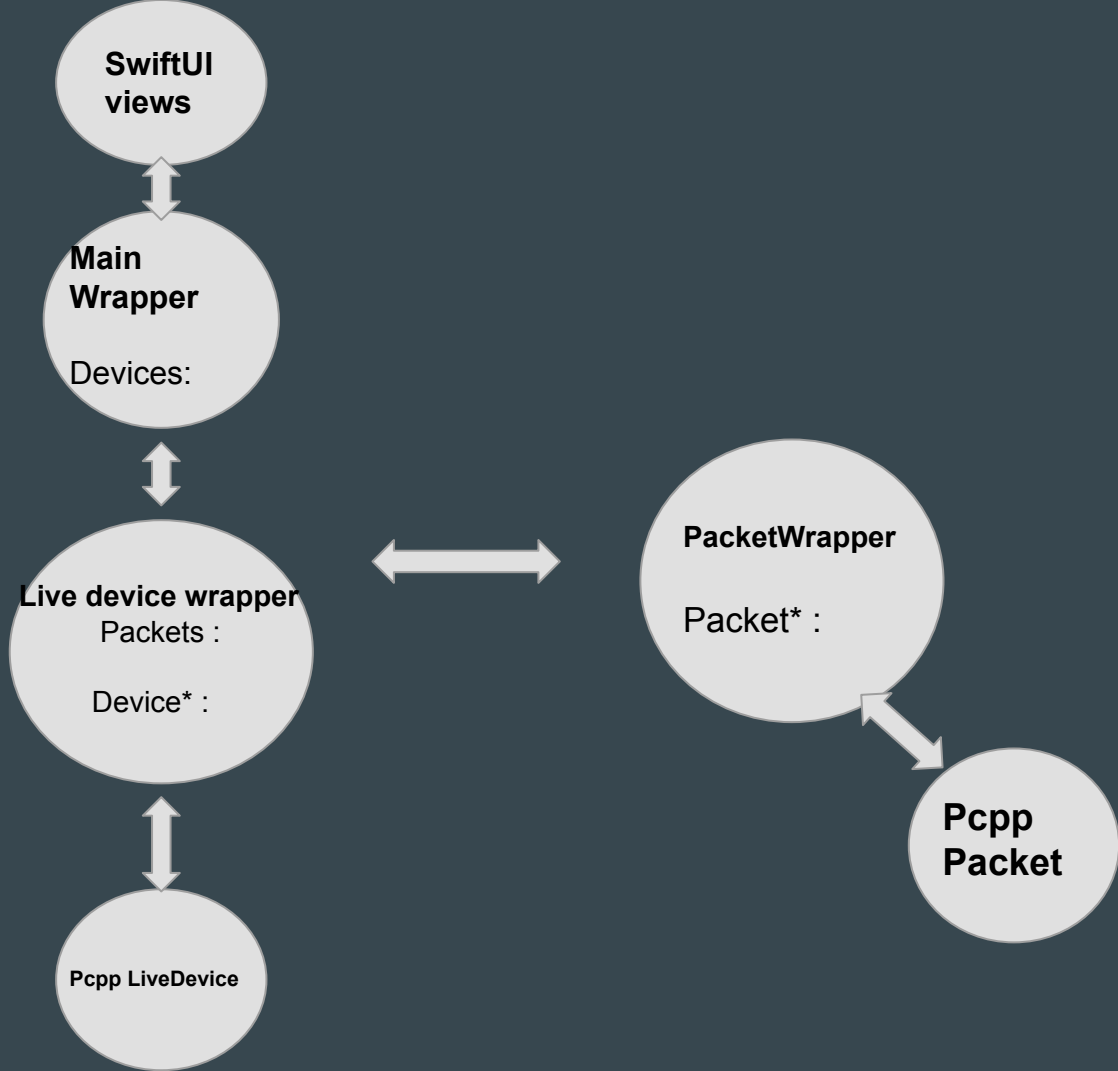 SwiftUI
views
Main
Wrapper
Devices:
Live device wrapper
Packets :
Device* :
Pcpp LiveDevice
PacketWrapper
Packet* :
Pcpp
Packet